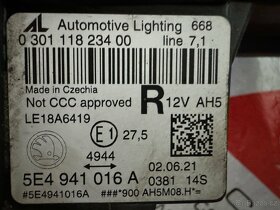 AL Automotive Lighting 668
0 301 118 234 00 line 7,1
Made in Czechia
Not CCC approved R 12V AH5
LE18A6419
E1 27,5
4944
02.06.21
5E4 941 016 A 0381 14S
#5E4941016A ###*900 AH5M08.H*=